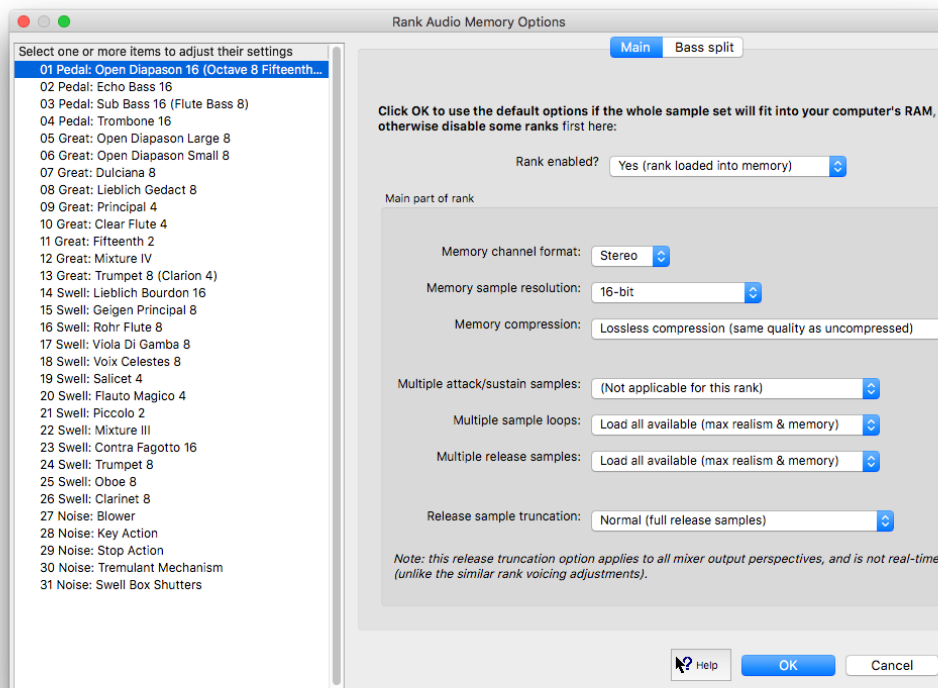 Rank Audio Memory Options
Select one or more items to adjust their settings
01 Pedal: Open Diapason 16 (Octave 8 Fifteenth...
02 Pedal: Echo Bass 16
03 Pedal: Sub Bass 16 (Flute Bass 8)
04 Pedal: Trombone 16
05 Great: Open Diapason Large 8
06 Great: Open Diapason Small 8
07 Great: Dulciana 8
08 Great: Lieblich Gedact 8
09 Great: Principal 4
10 Great: Clear Flute 4
11 Great: Fifteenth 2
12 Great: Mixture IV
13 Great: Trumpet 8 (Clarion 4)
14 Swell: Lieblich Bourdon 16
15 Swell: Geigen Principal 8
16 Swell: Rohr Flute 8
17 Swell: Viola Di Gamba 8
18 Swell: Voix Celestes 8
19 Swell: Salicet 4
20 Swell: Flauto Magico 4
21 Swell: Piccolo 2
22 Swell: Mixture III
23 Swell: Contra Fagotto 16
24 Swell: Trumpet 8
25 Swell: Oboe 8
26 Swell: Clarinet 8
27 Noise: Blower
28 Noise: Key Action
29 Noise: Stop Action
30 Noise: Tremulant Mechanism
31 Noise: Swell Box Shutters
Main Bass split
Click OK to use the default options if the whole sample set will fit into your computer's RAM,
otherwise disable some ranks first here:
Rank enabled? Yes (rank loaded into memory)
Main part of rank
Memory channel format: Stereo
Memory sample resolution: 16-bit
Memory compression: Lossless compression (same quality as uncompressed)
Multiple attack/sustain samples: (Not applicable for this rank)
Multiple sample loops: Load all available (max realism & memory)
Multiple release samples: Load all available (max realism & memory)
Release sample truncation: Normal (full release samples)
Note: this release truncation option applies to all mixer output perspectives, and is not real-time
(unlike the similar rank voicing adjustments).
? Help OK Cancel